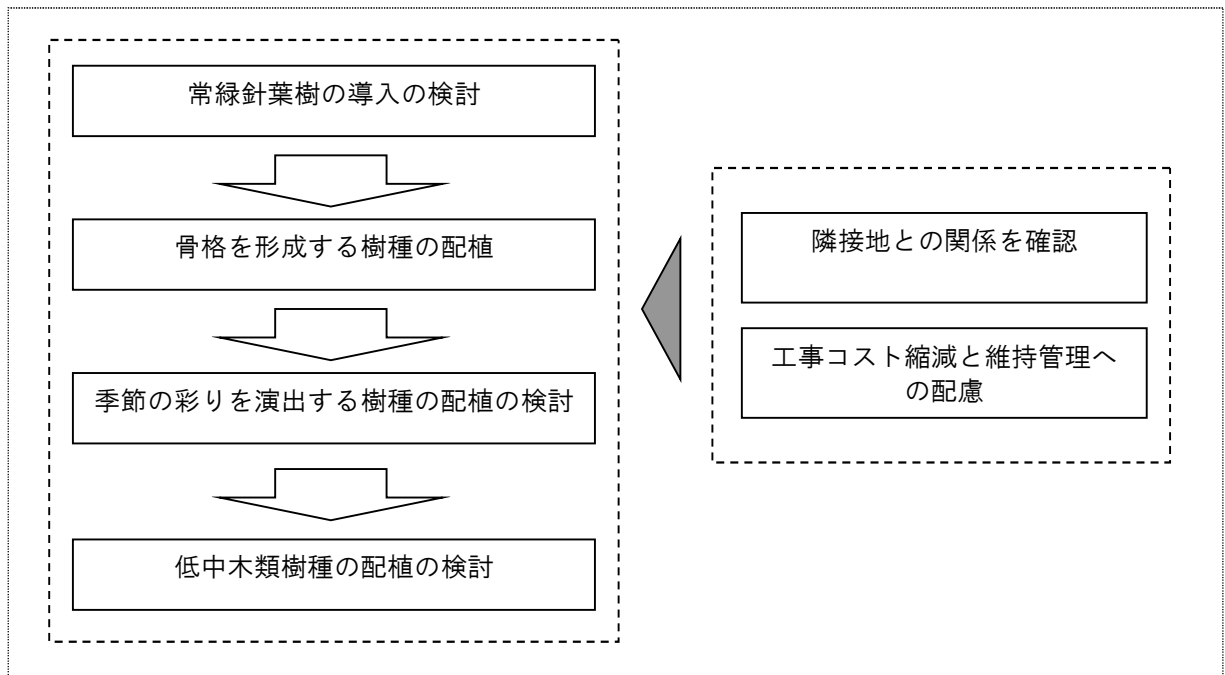 常緑針葉樹の導入の検討
骨格を形成する樹種の配植
季節の彩りを演出する樹種の配植の検討
低中木類樹種の配植の検討
隣接地との関係を確認
工事コスト縮減と維持管理へ
の配慮